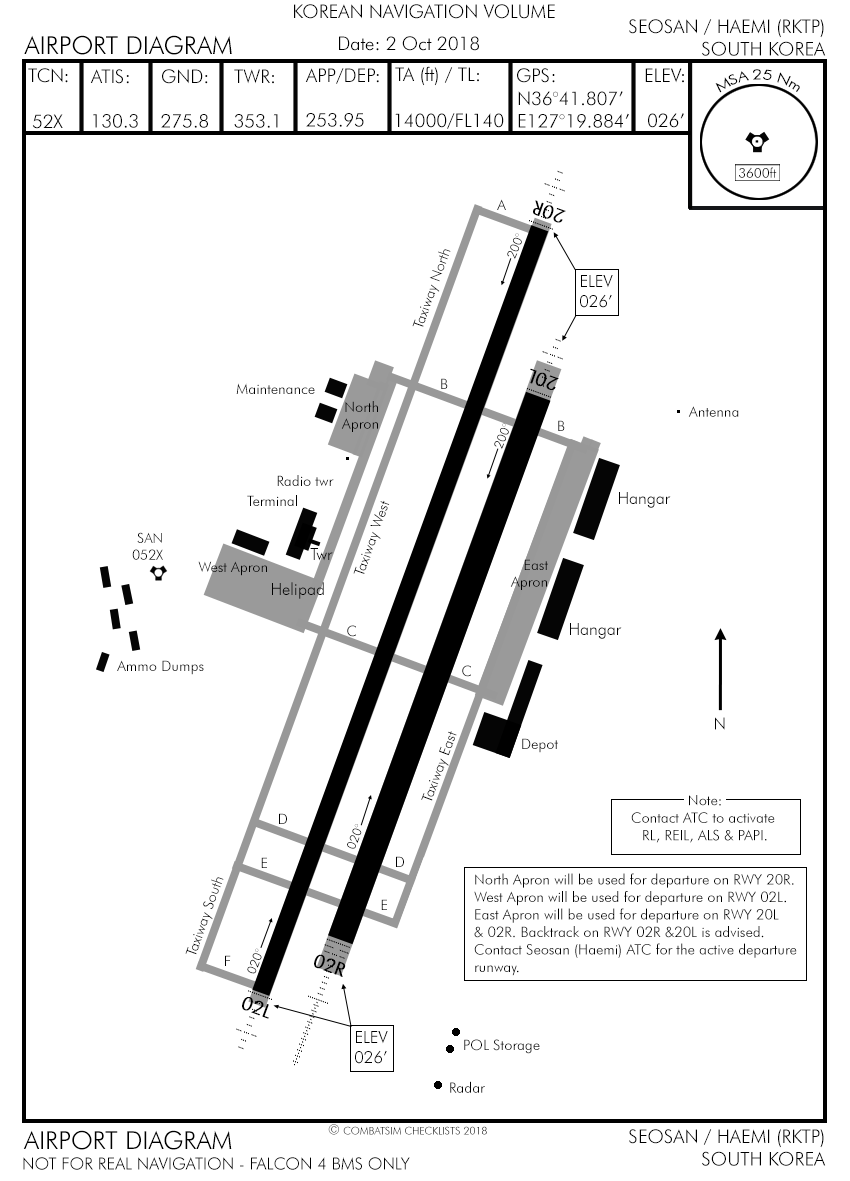 KOREAN NAVIGATION VOLUME
AIRPORT DIAGRAM
Date: 2 Oct 2018
SEOSAN / HAEMI (RKTP)
SOUTH KOREA
TCN:
52X
ATIS:
130.3
GND:
275.8
TWR:
353.1
APP/DEP:
253.95
TA (ft) / TL:
14000/FL140
GPS:
N36°41.807'
E127°19.884'
ELEV:
026'
MSA 25 Nm
3600ft
A
20R
200°
Taxiway North
ELEV
026'
20L
B
Maintenance
North
Apron
B
200°
Antenna
Radio twr
Terminal
Hangar
Taxiway West
SAN
052X
Twr
West Apron
East
Apron
Helipad
Hangar
C
C
Ammo Dumps
N
Taxiway East
Depot
Note:
Contact ATC to activate
RL, REIL, ALS & PAPI.
D
020°
D
E
E
Taxiway South
North Apron will be used for departure on RWY 20R.
West Apron will be used for departure on RWY 02L.
East Apron will be used for departure on RWY 20L
& 02R. Backtrack on RWY 02R &20L is advised.
Contact Seosan (Haemi) ATC for the active departure
runway.
F
020°
02R
02L
ELEV
026'
POL Storage
Radar
© COMBATSIM CHECKLISTS 2018
AIRPORT DIAGRAM
NOT FOR REAL NAVIGATION - FALCON 4 BMS ONLY
SEOSAN / HAEMI (RKTP)
SOUTH KOREA